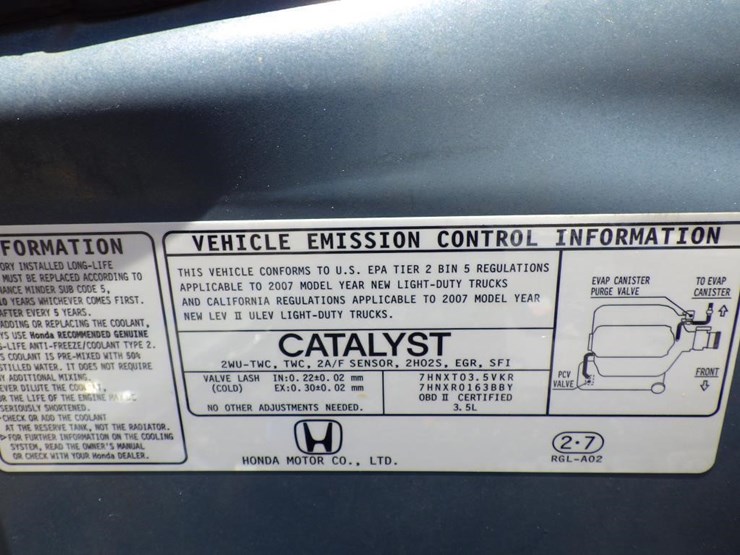 FORMATION
ORY INSTALLED LONG-LIFE
MUST BE REPLACED ACCORDING TO
NANCE MINDER SUB CODE 5,
10 YEARS WHICHEVER COMES FIRST.
AFTER EVERY 5 YEARS.
ADDING OR REPLACING THE COOLANT,
YS USE Honda RECOMMENDED GENUINE
-LIFE ANTI-FREEZE/COOLANT TYPE 2.
S COOLANT IS PRE-MIXED WITH 50%
STILLED WATER. IT DOES NOT REQUIRE
Y ADDITIONAL MIXING.
EVER DILUTE THE
R THE LIFE OF THE ENGINE
SERIOUSLY SHORTENED.
CHECK OR ADD THE COOLANT
AT THE RESERVE TANK, NOT THE RADIATOR.
FOR FURTHER INFORMATION ON THE COOLING
SYSTEM, READ THE OWNER'S MANUAL
OR CHECK WITH YOUR Honda DEALER.
VEHICLE EMISSION CONTROL INFORMATION
THIS VEHICLE CONFORMS TO U.S. EPA TIER 2 BIN 5 REGULATIONS
APPLICABLE TO 2007 MODEL YEAR NEW LIGHT-DUTY TRUCKS
AND CALIFORNIA REGULATIONS APPLICABLE TO 2007 MODEL YEAR
NEW LEV II ULEV LIGHT-DUTY TRUCKS.
CATALYST
2WU-TWC, TWC, 2A/F SENSOR, 2HO2S, EGR, SFI
VALVE LASH IN:0.22±0.02 mm
(COLD) EX:0.30±0.02 mm
NO OTHER ADJUSTMENTS NEEDED.
7HNXT03.5VKR
7HNXR0163BBY
OBD II CERTIFIED
3.5L
EVAP CANISTER
PURGE VALVE
TO EVAP
CANISTER
PCV
VALVE
FRONT
HONDA MOTOR CO., LTD.
2•7
RGL-A02